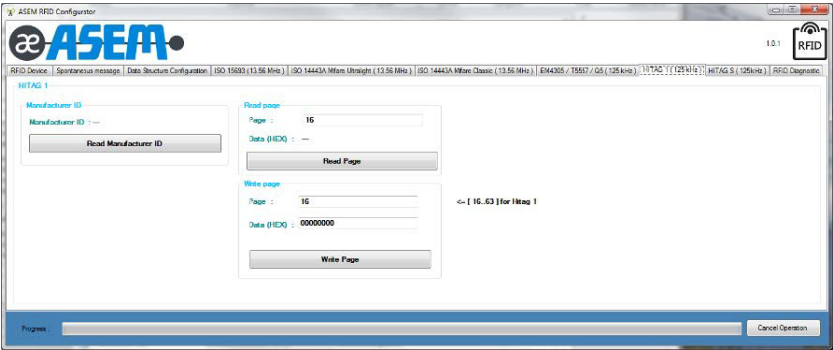 ASEM RFID Configurator
ASEM
1.0.1
RFID
RFID Device Spontaneous message Data Structure Configuration ISO 15693 (13.56 MHz) ISO 14443A Mifare Ultralight (13.56 MHz) ISO 14443A Mifare Classic (13.56 MHz) EM4305 / T5557 / Q5 (125 kHz) HITAG 1 (125 kHz) HITAG S (125kHz) RFID Diagnostic
HITAG 1
Manufacturer ID
Manufacturer ID : ---
Read Manufacturer ID
Read page
Page : 16
Data (HEX) : ---
Read Page
Write page
Page : 16
<- [ 16..63 ] for Hitag 1
Data (HEX) : 00000000
Write Page
Progress :
Cancel Operation